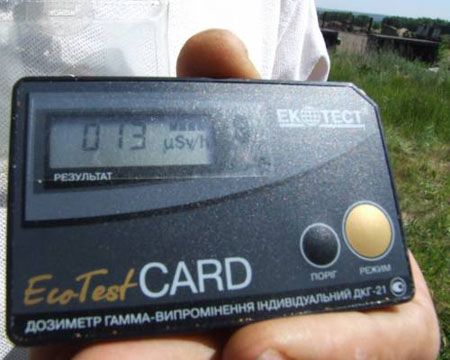 013 µSv/h
ЕКОТЕСТ
РЕЗУЛЬТАТ
EcoTest CARD
ПОРІГ
РЕЖИМ
ДОЗИМЕТР ГАММА-ВИПРОМІНЕННЯ ІНДИВІДУАЛЬНИЙ ДКГ-21